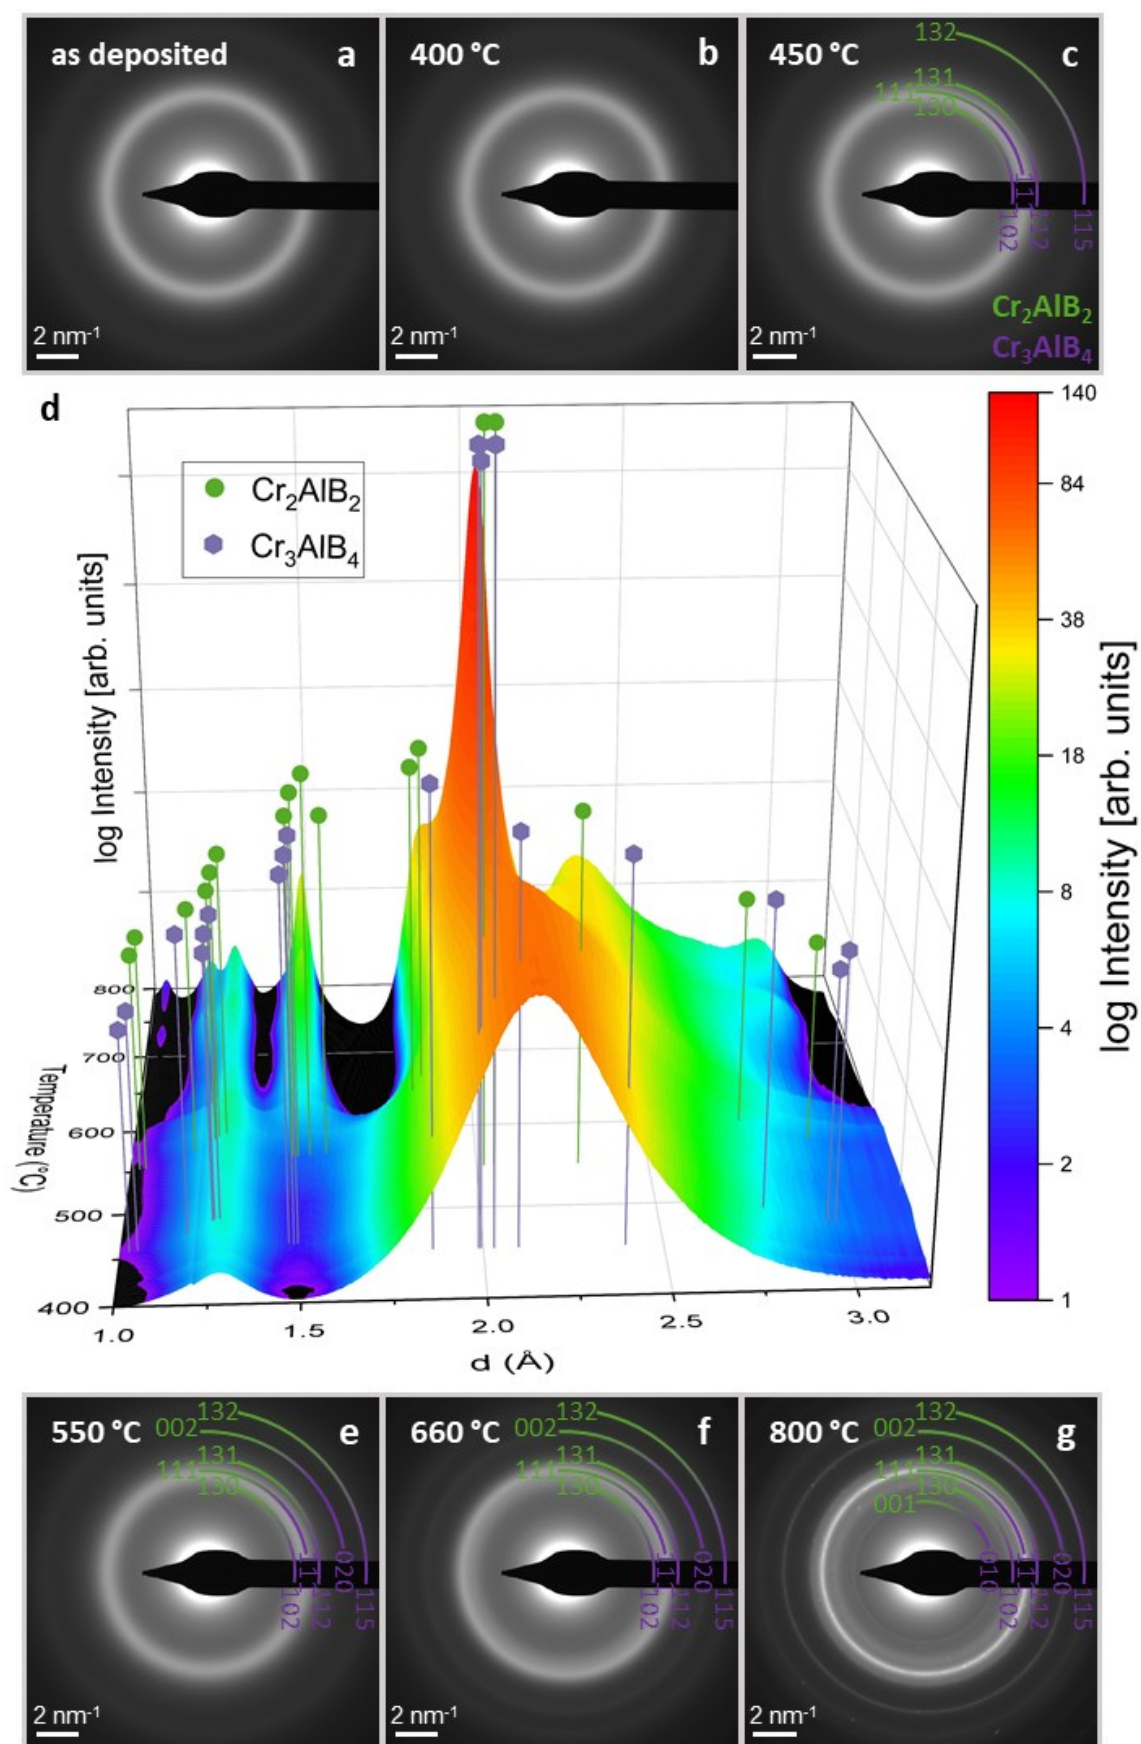 as deposited
a
400 °C
b
450 °C
c
132
131
111
130
111
102
112
115
Cr₂AlB₂
Cr₃AlB₄
2 nm⁻¹
2 nm⁻¹
2 nm⁻¹
d
Cr₂AlB₂
Cr₃AlB₄
log Intensity [arb. units]
800
700
600
500
400
Temperature (°C)
1.0
1.5
2.0
2.5
3.0
d (Å)
140
84
38
18
8
4
2
1
log Intensity [arb. units]
550 °C
e
132
002
131
111
130
111
102
112
020
115
2 nm⁻¹
660 °C
f
132
002
131
111
130
111
102
112
020
115
2 nm⁻¹
800 °C
g
132
002
131
111
130
001
010
111
102
112
020
115
2 nm⁻¹